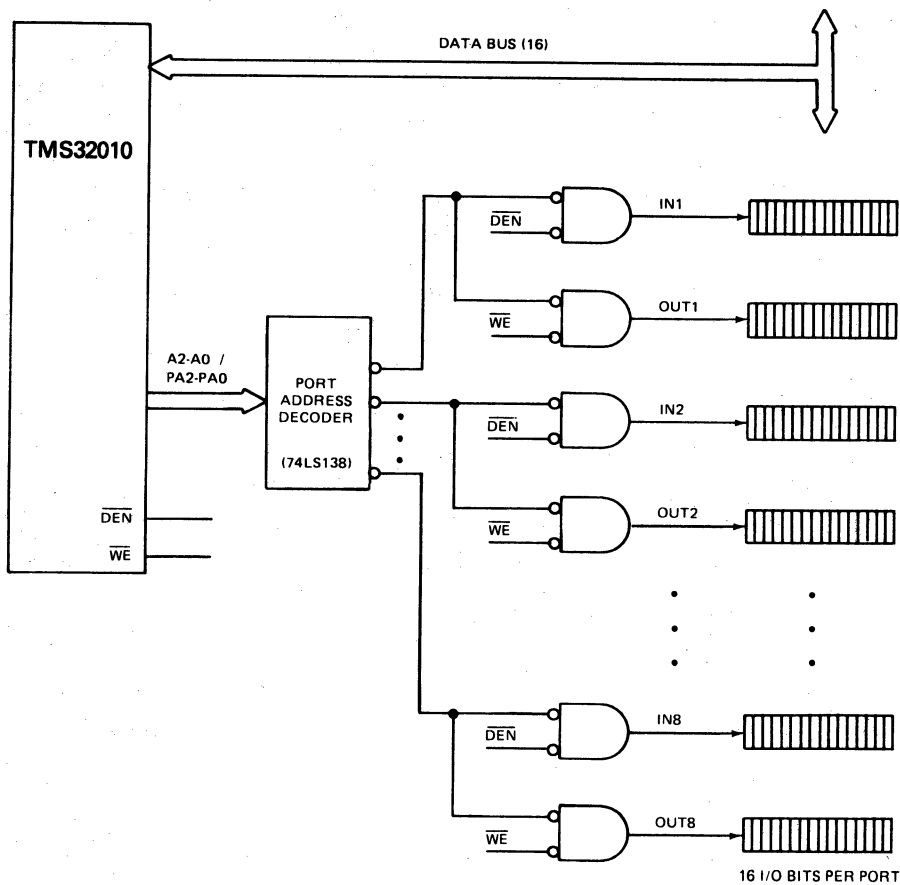 DATA BUS (16)
TMS32010
IN1
DEN
OUT1
WE
A2-A0 /
PA2-PA0
PORT
ADDRESS
DECODER
(74LS138)
IN2
DEN
OUT2
WE
DEN
WE
IN8
DEN
OUT8
WE
16 I/O BITS PER PORT